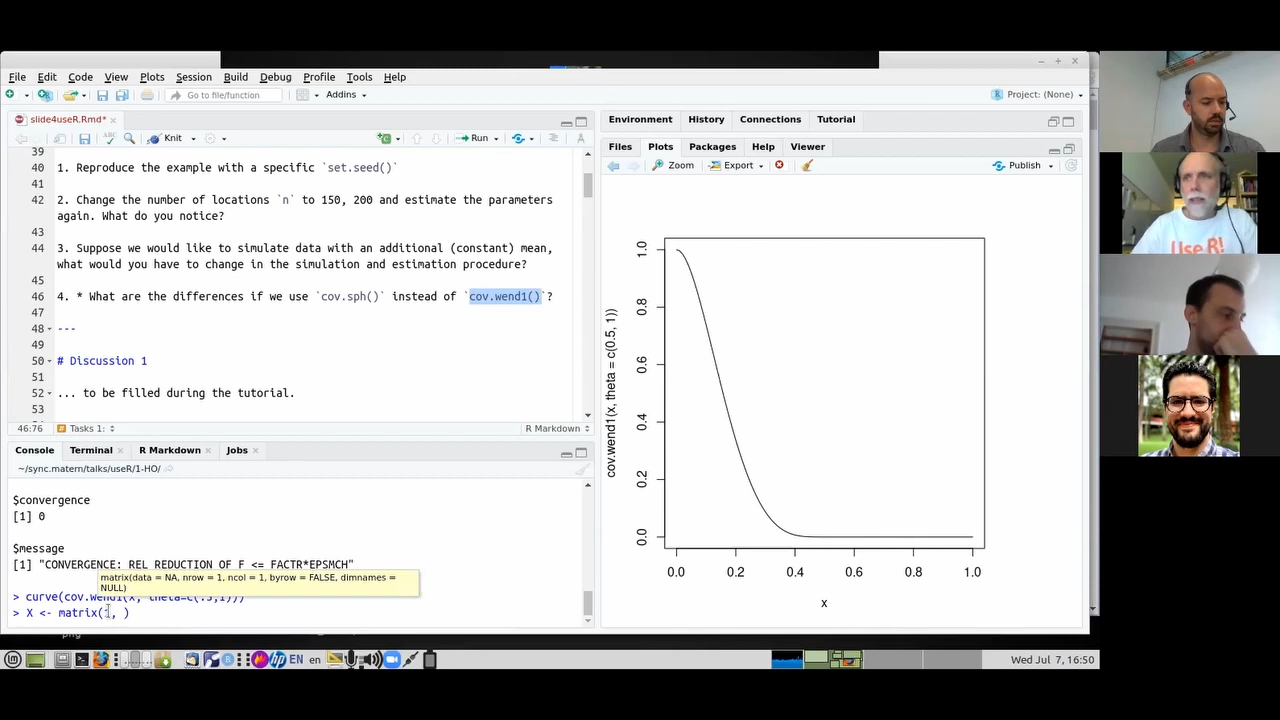 File Edit Code View Plots Session Build Debug Profile Tools Help
Go to file/function Addins Project: (None)
slide4useR.Rmd*
Knit Run
39
40 1. Reproduce the example with a specific `set.seed()`
41
42 2. Change the number of locations `n` to 150, 200 and estimate the parameters
again. What do you notice?
43
44 3. Suppose we would like to simulate data with an additional (constant) mean,
what would you have to change in the simulation and estimation procedure?
45
46 4. * What are the differences if we use `cov.sph()` instead of `cov.wend1()`?
47
48 ---
49
50 # Discussion 1
51
52 ... to be filled during the tutorial.
53
46:76 Tasks 1: R Markdown
Console Terminal R Markdown Jobs
~/sync.matern/talks/useR/1-HO/
$convergence
[1] 0
$message
[1] "CONVERGENCE: REL REDUCTION OF F <= FACTR*EPSMCH"
matrix(data = NA, nrow = 1, ncol = 1, byrow = FALSE, dimnames =
NULL)
> curve(cov.wend1(x, theta=c(.5,1)))
> X <- matrix(1, )
Environment History Connections Tutorial
Files Plots Packages Help Viewer
Zoom Export Publish
cov.wend1(x, theta = c(0.5, 1))
1.0
0.8
0.6
0.4
0.2
0.0
0.0 0.2 0.4 0.6 0.8 1.0
x
png
EN en Wed Jul 7, 16:50
Use R!